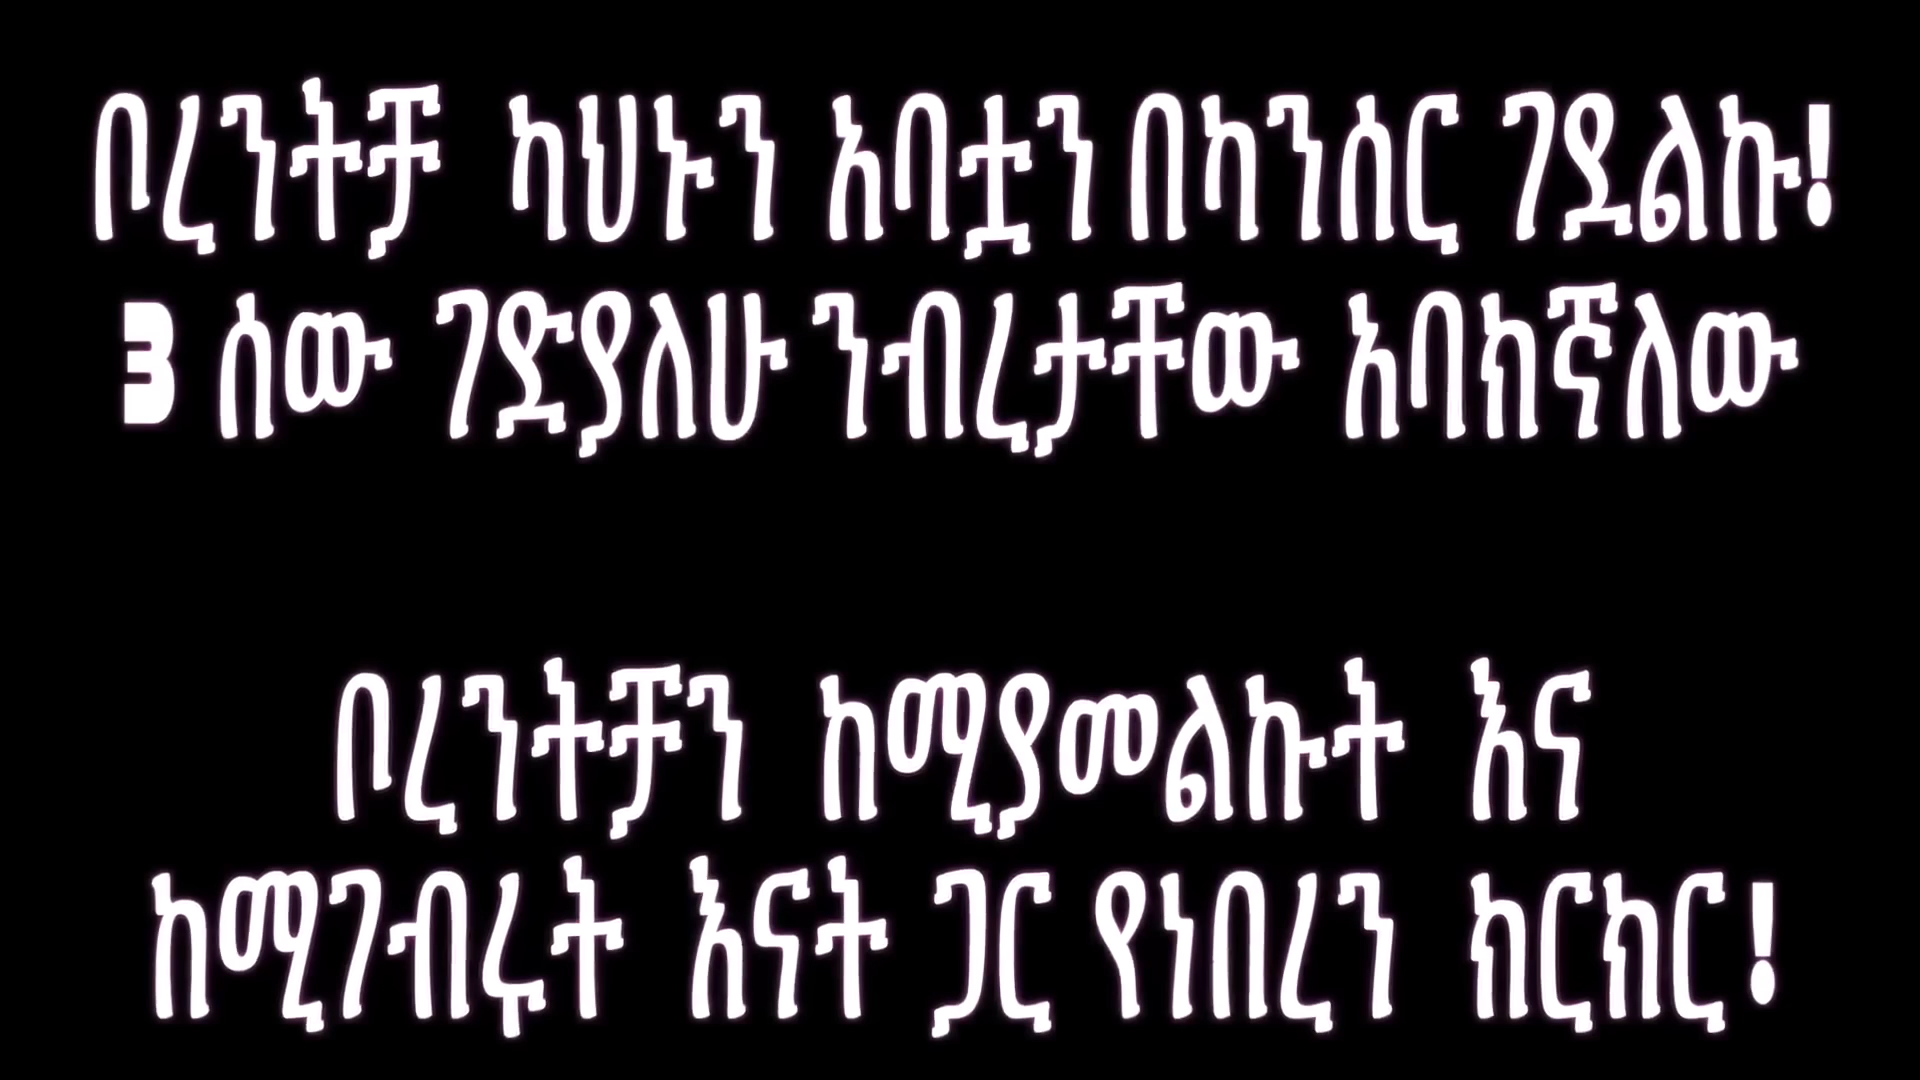 ቦረንትቻ ካህኑን አባቷን በካንሰር ገደልኩ!
3 ሰው ገድያለሁ ንብረታቸው አባክኛለው
ቦረንትቻን ከሚያመልኩት እና
ከሚገብሩት እናት ጋር የነበረን ክርክር!